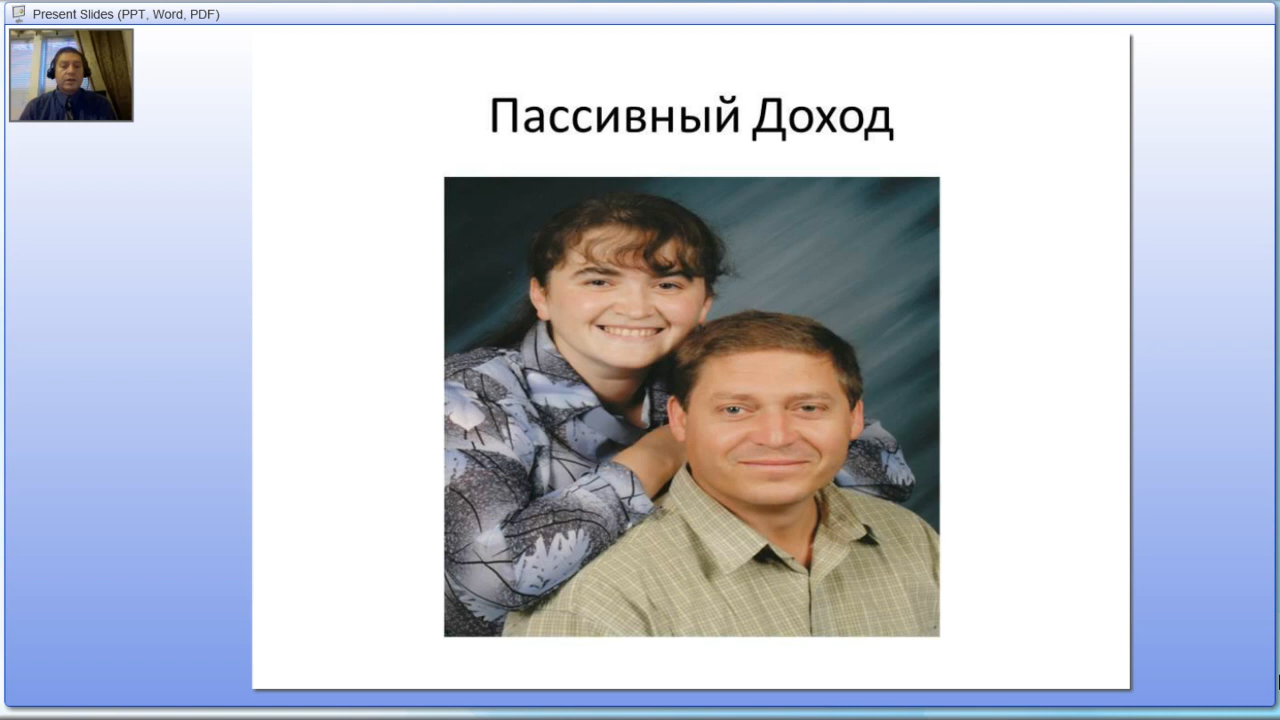 Present Slides (PPT, Word, PDF)
Пассивный Доход